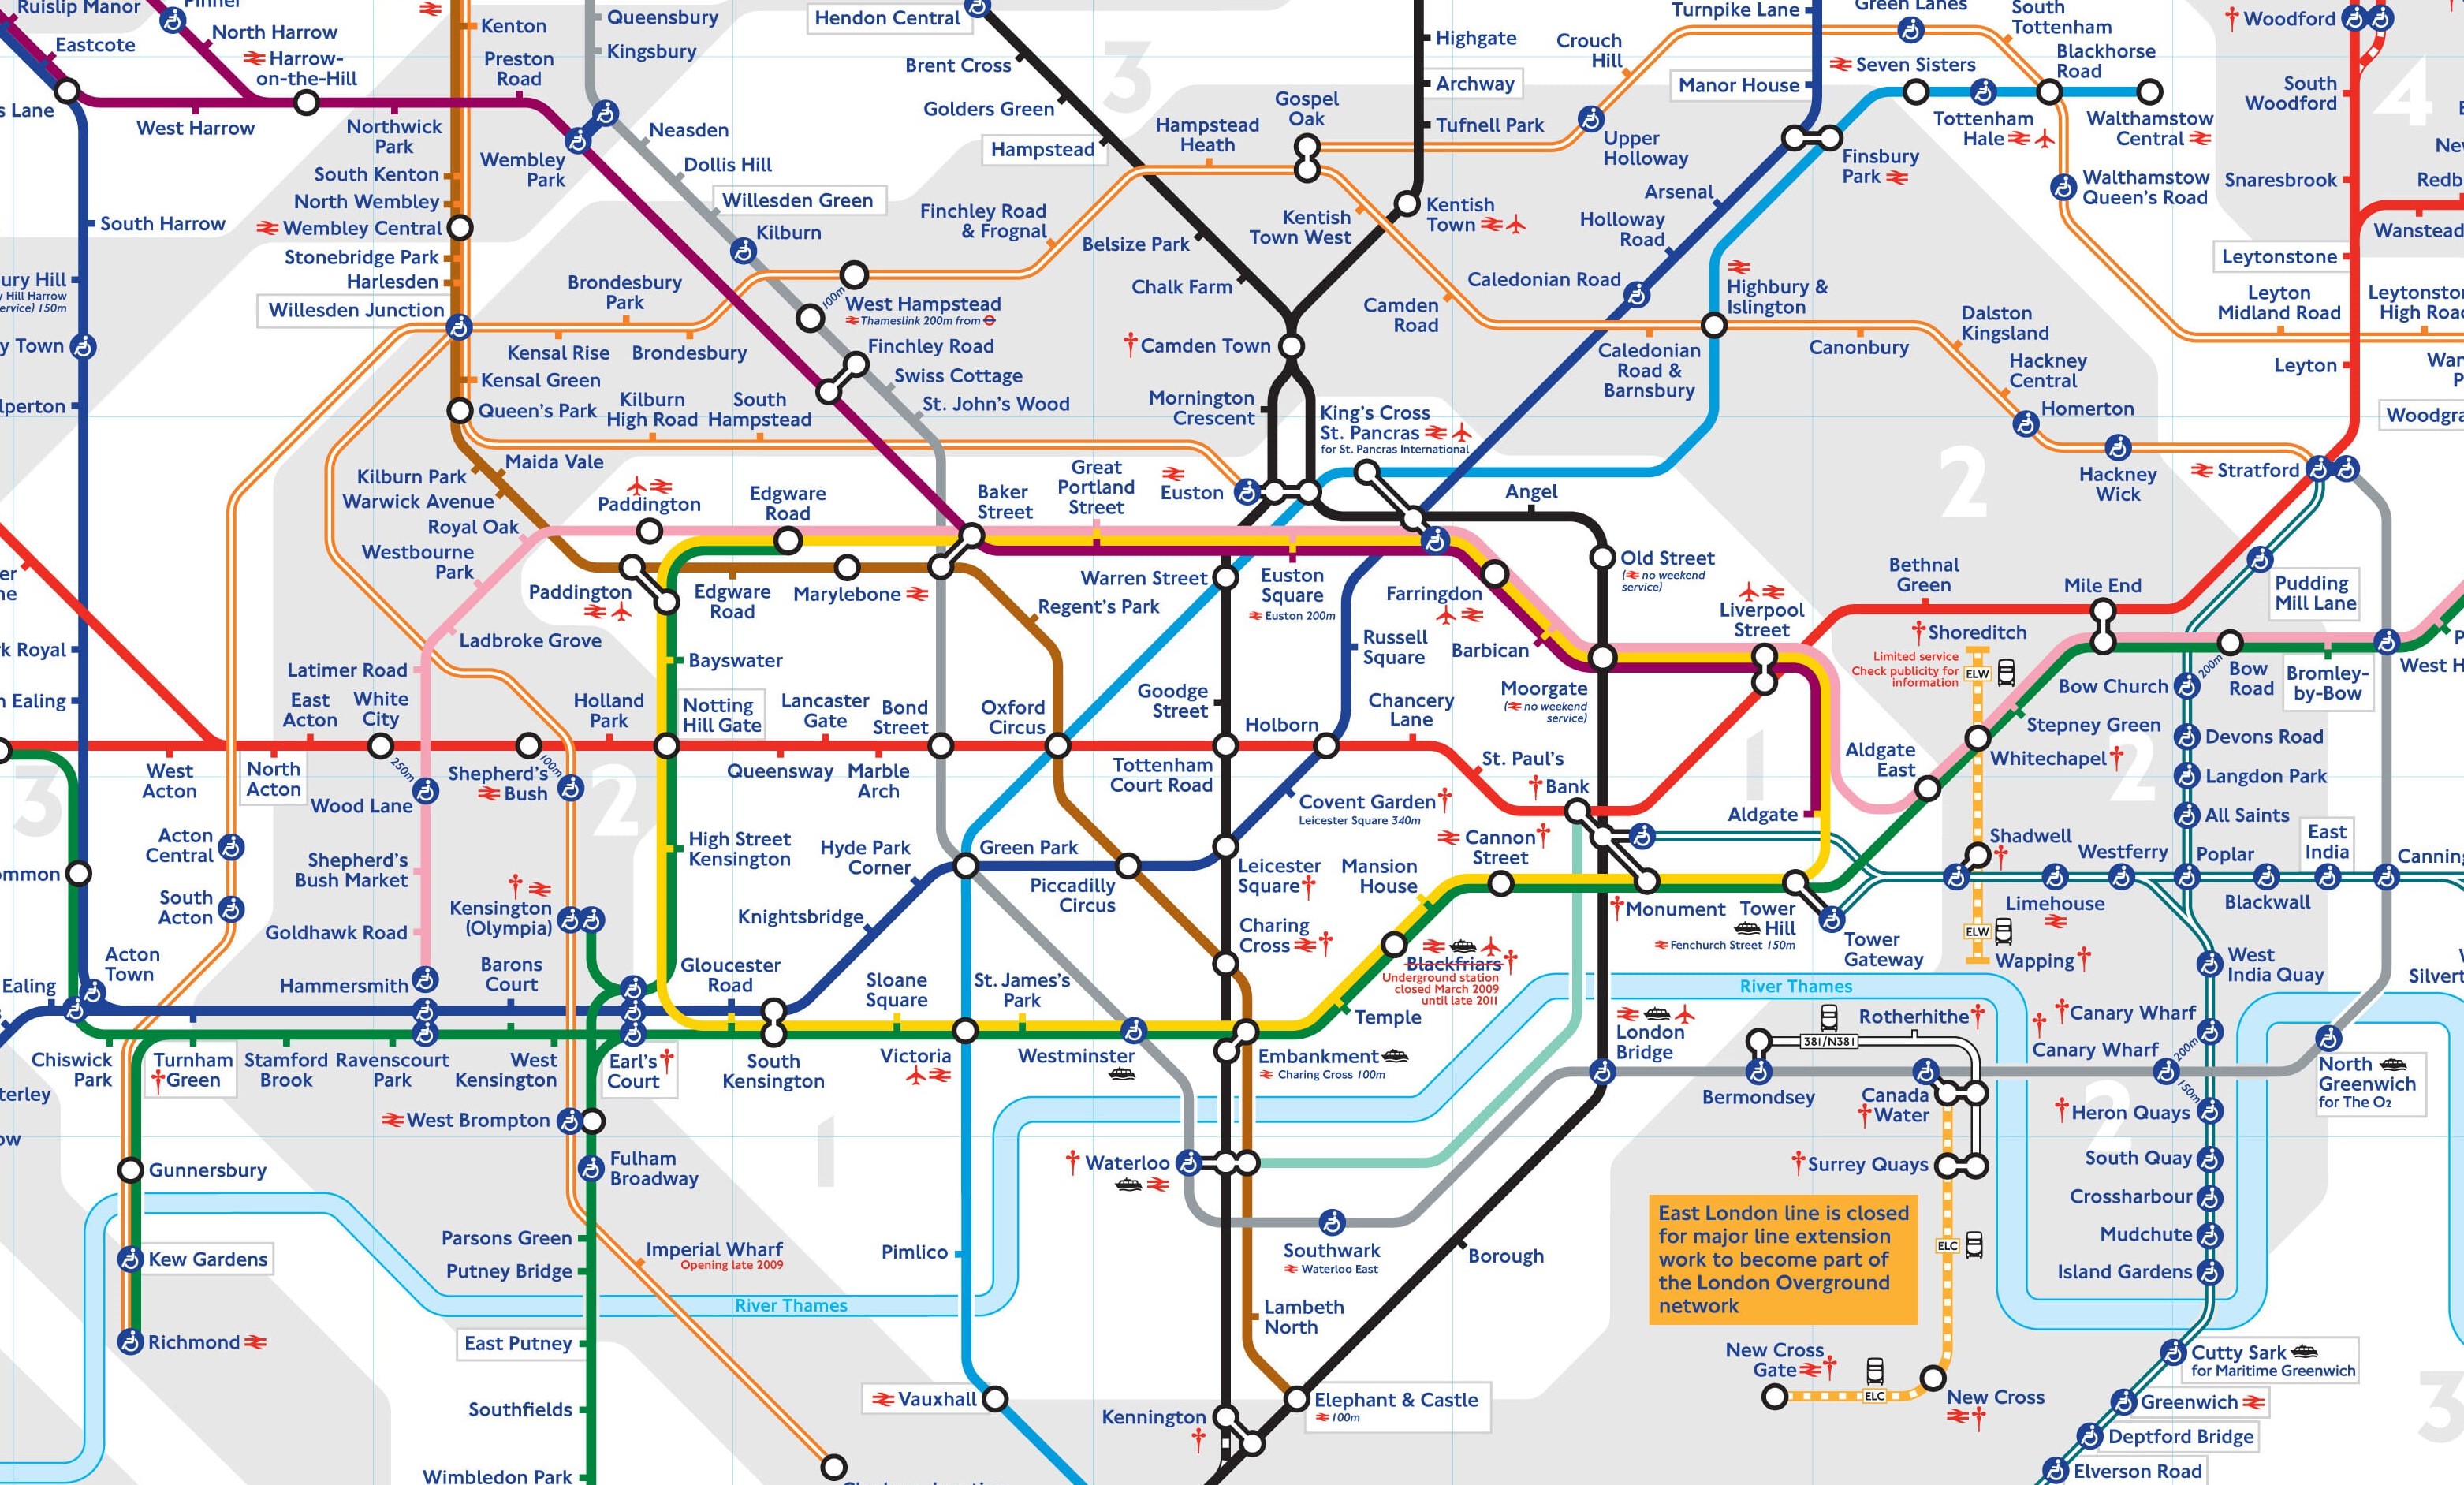 Ruislip Manor
Pinner
Eastcote
North Harrow
Harrow-
on-the-Hill
s Lane
West Harrow
Northwick
Park
Preston
Road
Kenton
Queensbury
Kingsbury
Wembley
Park
Neasden
Dollis Hill
Willesden Green
Kilburn
South Kenton
North Wembley
Wembley Central
Stonebridge Park
Harlesden
Willesden Junction
South Harrow
ury Hill
y Hill Harrow
ervice) 150m
y Town
lperton
Hendon Central
Brent Cross
Golders Green
Hampstead
3
Hampstead
Heath
Gospel
Oak
Highgate
Archway
Tufnell Park
Crouch
Hill
Turnpike Lane
Manor House
Green Lanes
South
Tottenham
Blackhorse
Road
Seven Sisters
Tottenham
Hale
Walthamstow
Central
Upper
Holloway
Finsbury
Park
Walthamstow
Queen's Road
Woodford
South
Woodford
4
Snaresbrook
New
Redb
Wanstead
Leytonstone
Leyton
Midland Road
Leytonston
High Road
Leyton
Wan
P
Woodgra
Finchley Road
& Frognal
Belsize Park
Chalk Farm
Kentish
Town West
Kentish
Town
Arsenal
Holloway
Road
Caledonian Road
Highbury &
Islington
Camden
Road
Caledonian
Road &
Barnsbury
Canonbury
Dalston
Kingsland
Hackney
Central
Homerton
Hackney
Wick
Stratford
2
Brondesbury
Park
100m
West Hampstead
Thameslink 200m from
Kensal Rise
Brondesbury
Finchley Road
Swiss Cottage
St. John's Wood
Kensal Green
Queen's Park
Kilburn
High Road
South
Hampstead
Camden Town
Mornington
Crescent
King's Cross
St. Pancras
for St. Pancras International
Maida Vale
Kilburn Park
Warwick Avenue
Royal Oak
Westbourne
Park
Paddington
Edgware
Road
Baker
Street
Great
Portland
Street
Euston
Angel
Paddington
Edgware
Road
Marylebone
Regent's Park
Warren Street
Euston
Square
Euston 200m
Farringdon
Barbican
Old Street
( no weekend
service)
Liverpool
Street
Bethnal
Green
Mile End
Pudding
Mill Lane
Shoreditch
Limited service
Check publicity for
information
ELW
Bow Church
200m
Bow
Road
Bromley-
by-Bow
West H
P
er
ne
rk Royal
n Ealing
Ladbroke Grove
Latimer Road
East
Acton
White
City
Holland
Park
Bayswater
Notting
Hill Gate
Lancaster
Gate
Bond
Street
Oxford
Circus
Goodge
Street
Russell
Square
Holborn
Chancery
Lane
Moorgate
( no weekend
service)
Stepney Green
Whitechapel
Devons Road
Langdon Park
All Saints
3
West
Acton
North
Acton
250m
Wood Lane
100m
Shepherd's
Bush
2
Queensway
Marble
Arch
Tottenham
Court Road
Covent Garden
Leicester Square 340m
St. Paul's
Bank
1
Aldgate
East
Aldgate
2
Acton
Central
High Street
Kensington
Hyde Park
Corner
Green Park
Piccadilly
Circus
Leicester
Square
Cannon
Street
Mansion
House
Shadwell
Westferry
Poplar
East
India
Canning
Limehouse
Blackwall
ommon
Shepherd's
Bush Market
South
Acton
Goldhawk Road
Kensington
(Olympia)
Knightsbridge
Charing
Cross
Monument
Tower
Hill
Fenchurch Street 150m
Tower
Gateway
ELW
Wapping
West
India Quay
Silvert
Blackfriars
Underground station
closed March 2009
until late 2011
Acton
Town
Ealing
Hammersmith
Barons
Court
Gloucester
Road
Sloane
Square
St. James's
Park
Temple
River Thames
London
Bridge
Rotherhithe
381/N381
Canary Wharf
Canary Wharf
200m
150m
North
Greenwich
for The O2
Chiswick
Park
Turnham
Green
Stamford
Brook
Ravenscourt
Park
West
Kensington
Earl's
Court
South
Kensington
Victoria
Westminster
Embankment
Charing Cross 100m
Bermondsey
Canada
Water
Heron Quays
2
terley
ow
West Brompton
1
Gunnersbury
Fulham
Broadway
Waterloo
Surrey Quays
South Quay
Crossharbour
Mudchute
Island Gardens
Kew Gardens
Parsons Green
Putney Bridge
Imperial Wharf
Opening late 2009
Pimlico
Southwark
Waterloo East
Borough
East London line is closed
for major line extension
work to become part of
the London Overground
network
ELC
River Thames
Lambeth
North
Richmond
East Putney
New Cross
Gate
ELC
New Cross
Cutty Sark
for Maritime Greenwich
Southfields
Vauxhall
Kennington
Elephant & Castle
100m
Greenwich
Deptford Bridge
3
Wimbledon Park
Elverson Road